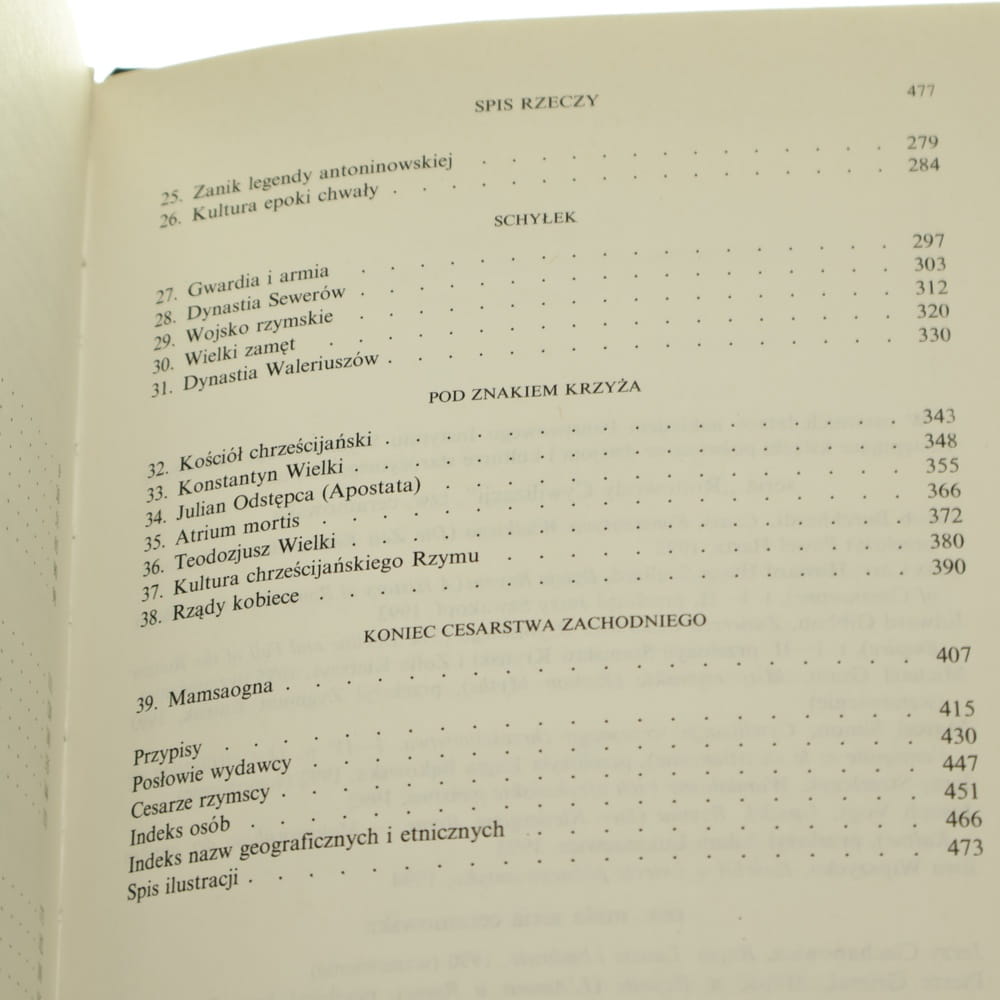 SPIS RZECZY 477
25. Zanik legendy antoninowskiej . . . . . . . . . . . . . . 279
26. Kultura epoki chwały . . . . . . . . . . . . . . . . . 284
SCHYŁEK
27. Gwardia i armia . . . . . . . . . . . . . . . . . . 297
28. Dynastia Sewerów . . . . . . . . . . . . . . . . . . 303
29. Wojsko rzymskie . . . . . . . . . . . . . . . . . . 312
30. Wielki zamęt . . . . . . . . . . . . . . . . . . . 320
31. Dynastia Waleriuszów . . . . . . . . . . . . . . . . . 330
POD ZNAKIEM KRZYŻA
32. Kościół chrześcijański . . . . . . . . . . . . . . . . . 343
33. Konstantyn Wielki . . . . . . . . . . . . . . . . . . 348
34. Julian Odstępca (Apostata) . . . . . . . . . . . . . . . 355
35. Atrium mortis . . . . . . . . . . . . . . . . . . . 366
36. Teodozjusz Wielki . . . . . . . . . . . . . . . . . . 372
37. Kultura chrześcijańskiego Rzymu . . . . . . . . . . . . . 380
38. Rządy kobiece . . . . . . . . . . . . . . . . . . . 390
KONIEC CESARSTWA ZACHODNIEGO
39. Mamsaogna . . . . . . . . . . . . . . . . . . . . 407
Przypisy . . . . . . . . . . . . . . . . . . . . . . 415
Posłowie wydawcy . . . . . . . . . . . . . . . . . . . 430
Cesarze rzymscy . . . . . . . . . . . . . . . . . . . 447
Indeks osób . . . . . . . . . . . . . . . . . . . . . 451
Indeks nazw geograficznych i etnicznych . . . . . . . . . . . . 466
Spis ilustracji . . . . . . . . . . . . . . . . . . . . 473